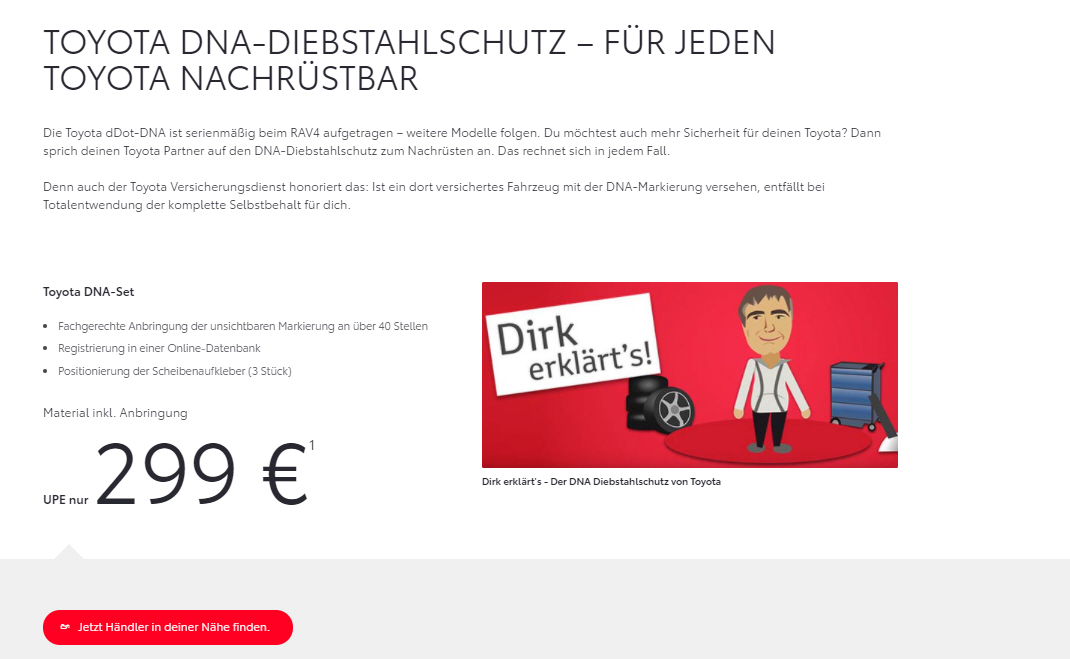 TOYOTA DNA-DIEBSTAHLSCHUTZ – FÜR JEDEN
TOYOTA NACHRÜSTBAR
Die Toyota dDot-DNA ist serienmäßig beim RAV4 aufgetragen – weitere Modelle folgen. Du möchtest auch mehr Sicherheit für deinen Toyota? Dann
sprich deinen Toyota Partner auf den DNA-Diebstahlschutz zum Nachrüsten an. Das rechnet sich in jedem Fall.
Denn auch der Toyota Versicherungsdienst honoriert das: Ist ein dort versichertes Fahrzeug mit der DNA-Markierung versehen, entfällt bei
Totalentwendung der komplette Selbstbehalt für dich.
Toyota DNA-Set
• Fachgerechte Anbringung der unsichtbaren Markierung an über 40 Stellen
• Registrierung in einer Online-Datenbank
• Positionierung der Scheibenaufkleber (3 Stück)
Material inkl. Anbringung
UPE nur 299 €1
Dirk
erklärt's!
Dirk erklärt's - Der DNA Diebstahlschutz von Toyota
Jetzt Händler in deiner Nähe finden.